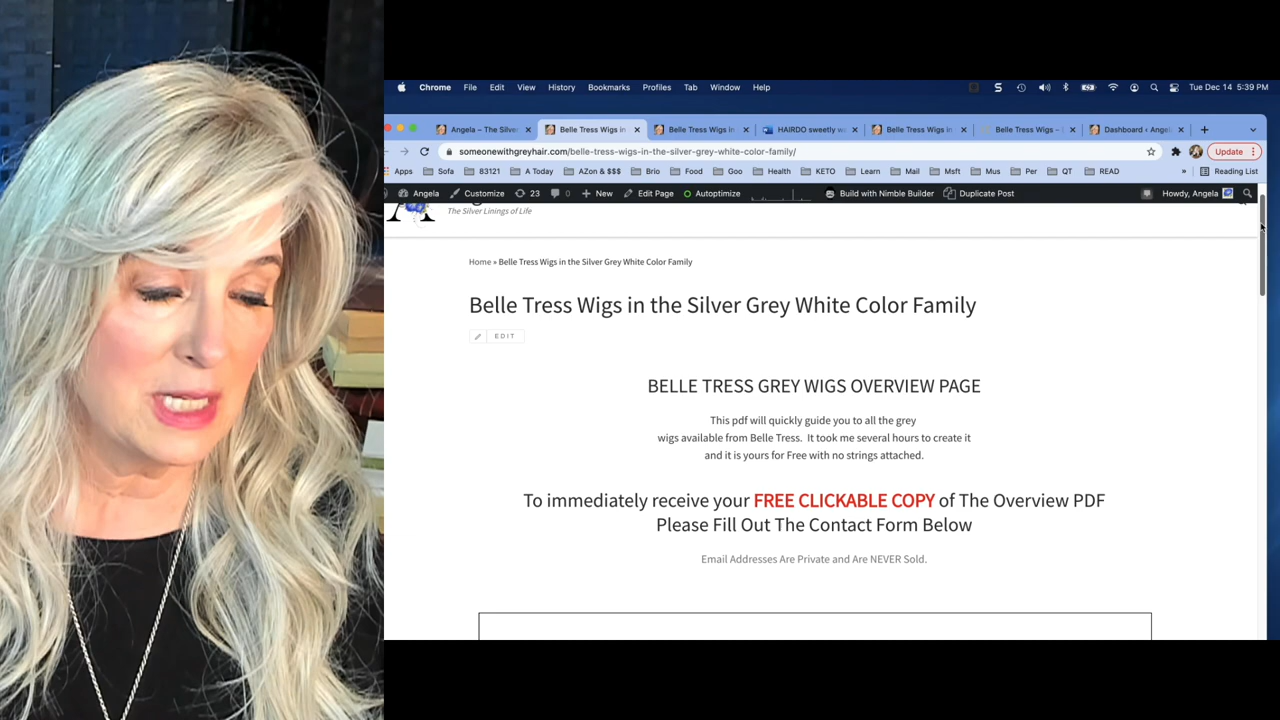 Chrome File Edit View History Bookmarks Profiles Tab Window Help Tue Dec 14 5:39 PM
Angela – The Silver Belle Tress Wigs in Belle Tress Wigs in HAIRDO sweetly w Belle Tress Wigs in Belle Tress Wigs – Dashboard ‹ Angel
someonewithgreyhair.com/belle-tress-wigs-in-the-silver-grey-white-color-family/ Update
Apps Sofa 83121 A Today AZon & $$$ Brio Food Goo Health KETO Learn Mail Msft Mus Per QT READ » Reading List
Angela Customize 23 0 + New Edit Page Autoptimize Build with Nimble Builder Duplicate Post Howdy, Angela
The Silver Linings of Life
Home » Belle Tress Wigs in the Silver Grey White Color Family
Belle Tress Wigs in the Silver Grey White Color Family
EDIT
BELLE TRESS GREY WIGS OVERVIEW PAGE
This pdf will quickly guide you to all the grey
wigs available from Belle Tress. It took me several hours to create it
and it is yours for Free with no strings attached.
To immediately receive your FREE CLICKABLE COPY of The Overview PDF
Please Fill Out The Contact Form Below
Email Addresses Are Private and Are NEVER Sold.